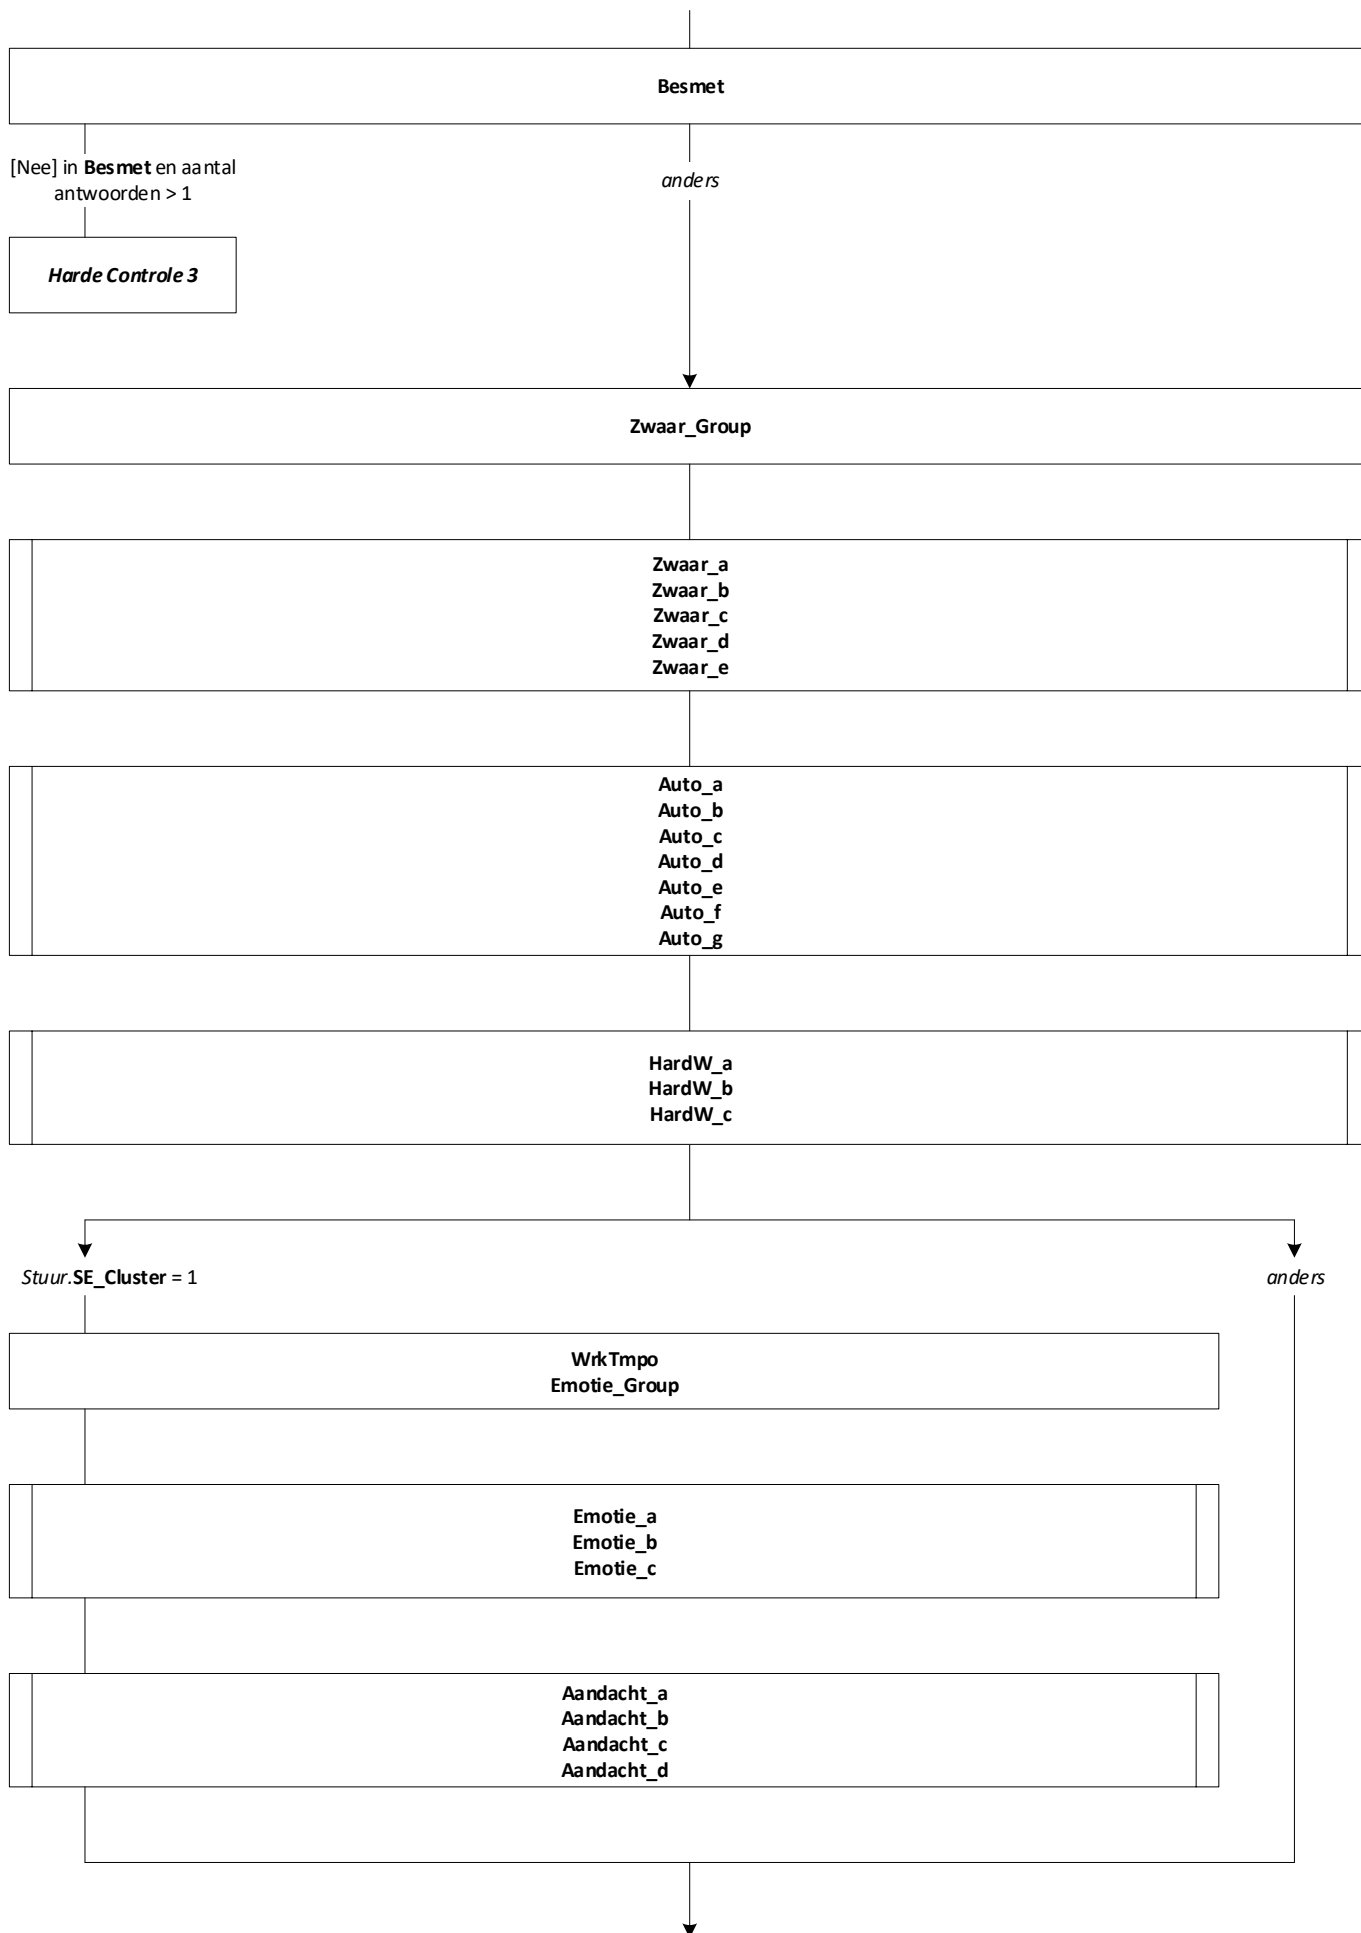 Besmet
[Nee] in Besmet en aantal
antwoorden > 1
anders
Harde Controle 3
Zwaar_Group
Zwaar_a
Zwaar_b
Zwaar_c
Zwaar_d
Zwaar_e
Auto_a
Auto_b
Auto_c
Auto_d
Auto_e
Auto_f
Auto_g
HardW_a
HardW_b
HardW_c
Stuur.SE_Cluster = 1
anders
WrkTmpo
Emotie_Group
Emotie_a
Emotie_b
Emotie_c
Aandacht_a
Aandacht_b
Aandacht_c
Aandacht_d